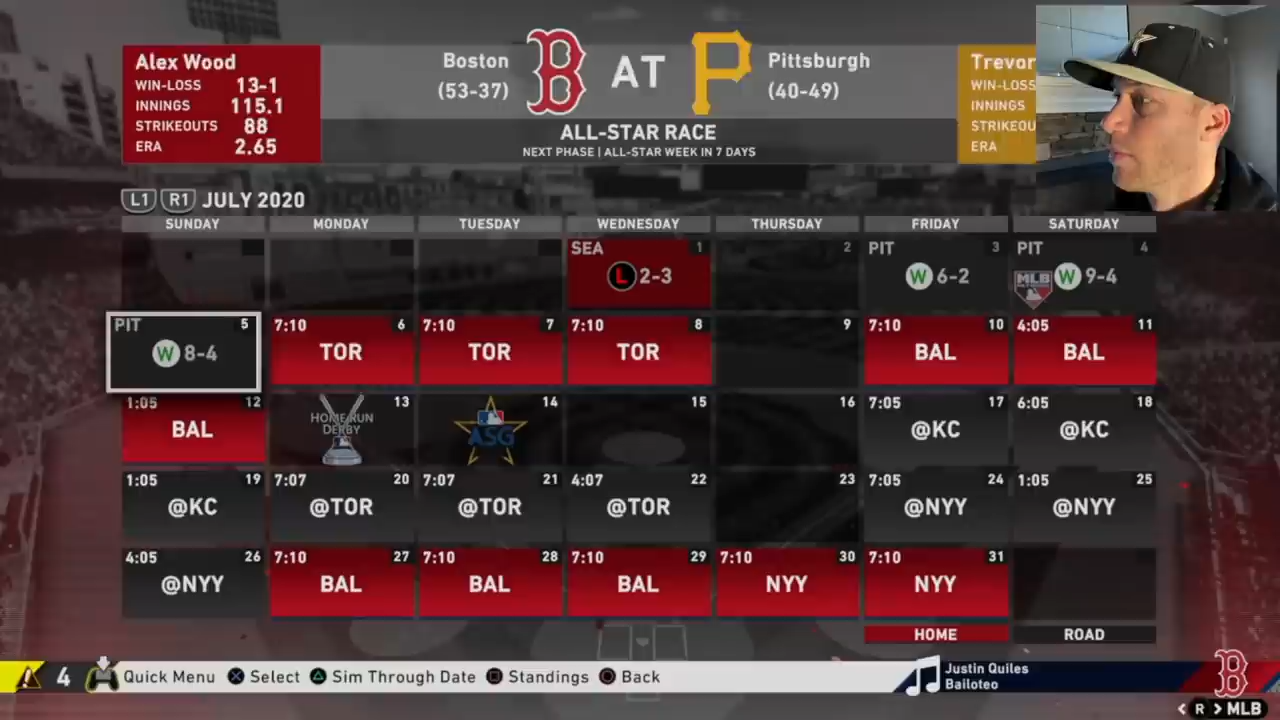 Alex Wood
WIN-LOSS 13-1
INNINGS 115.1
STRIKEOUTS 88
ERA 2.65
Boston
(53-37)
B AT P
Pittsburgh
(40-49)
ALL-STAR RACE
NEXT PHASE | ALL-STAR WEEK IN 7 DAYS
Trevor
WIN-LOSS
INNINGS
STRIKEOU
ERA
L1 R1 JULY 2020
SUNDAY MONDAY TUESDAY WEDNESDAY THURSDAY FRIDAY SATURDAY
SEA 1 2 PIT 3 PIT 4
L 2-3 W 6-2 MLB W 9-4
PIT 5 7:10 6 7:10 7 7:10 8 9 7:10 10 4:05 11
W 8-4 TOR TOR TOR BAL BAL
1:05 12 13 14 15 16 7:05 17 6:05 18
BAL HOME RUN DERBY ASG @KC @KC
1:05 19 7:07 20 7:07 21 4:07 22 23 7:05 24 1:05 25
@KC @TOR @TOR @TOR @NYY @NYY
4:05 26 7:10 27 7:10 28 7:10 29 7:10 30 7:10 31
@NYY BAL BAL BAL NYY NYY
HOME ROAD
4 Quick Menu Select Sim Through Date Standings Back
Justin Quiles
Bailoteo
B
< R > MLB